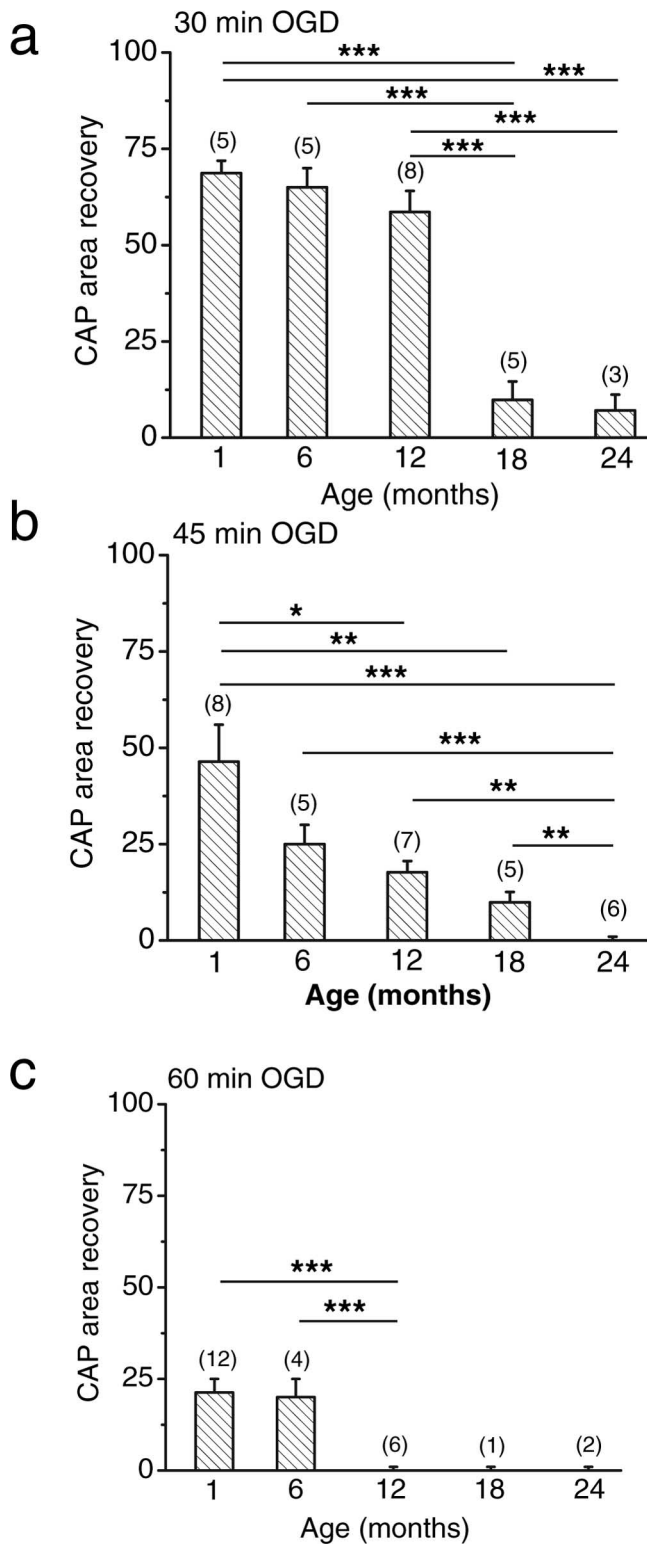 a
30 min OGD
100
***
***
***
***
75
***
(5)
(5)
(8)
50
CAP area recovery
25
(5)
(3)
0
1 6 12 18 24
Age (months)
b
45 min OGD
100
*
75
**
***
(8)
50
***
CAP area recovery
**
(5)
25
(7)
**
(5)
(6)
0
1 6 12 18 24
Age (months)
c
60 min OGD
100
75
CAP area recovery
***
50
***
(12)
(4)
25
(6)
(1)
(2)
0
1 6 12 18 24
Age (months)